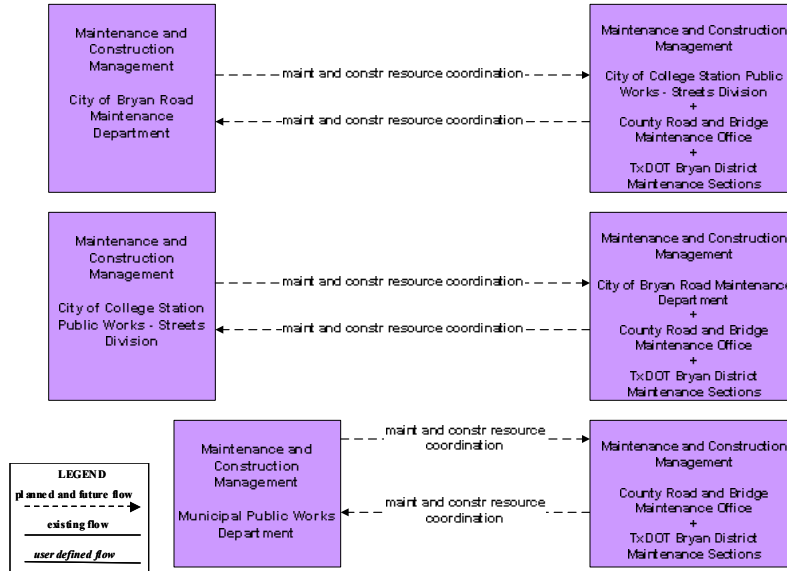 Maintenance and
Construction
Management
City of Bryan Road
Maintenance
Department
maint and constr resource coordination
maint and constr resource coordination
Maintenance and Construction
Management
City of College Station Public
Works - Streets Division
+
County Road and Bridge
Maintenance Office
+
TxDOT Bryan District
Maintenance Sections
Maintenance and
Construction
Management
City of College Station
Public Works - Streets
Division
maint and constr resource coordination
maint and constr resource coordination
Maintenance and Construction
Management
City of Bryan Road Maintenance
Department
+
County Road and Bridge
Maintenance Office
+
TxDOT Bryan District
Maintenance Sections
Maintenance and
Construction
Management
Municipal Public Works
Department
maint and constr resource
coordination
maint and constr resource
coordination
Maintenance and Construction
Management
County Road and Bridge
Maintenance Office
+
TxDOT Bryan District
Maintenance Sections
LEGEND
planned and future flow
existing flow
user defined flow